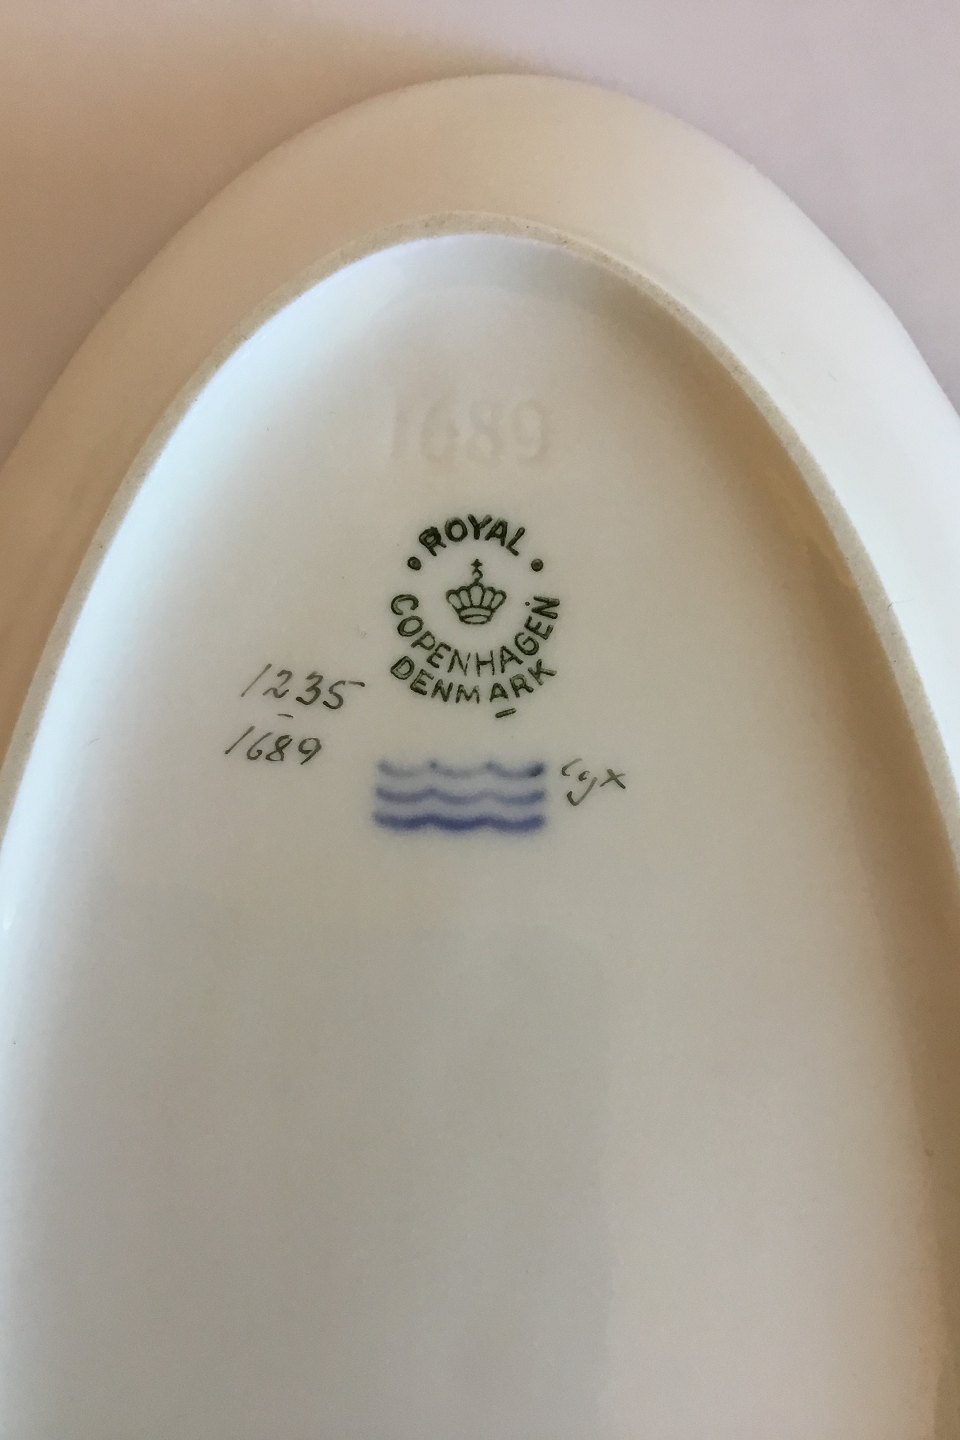 1689
ROYAL
COPENHAGEN
DENMARK
1235
1689